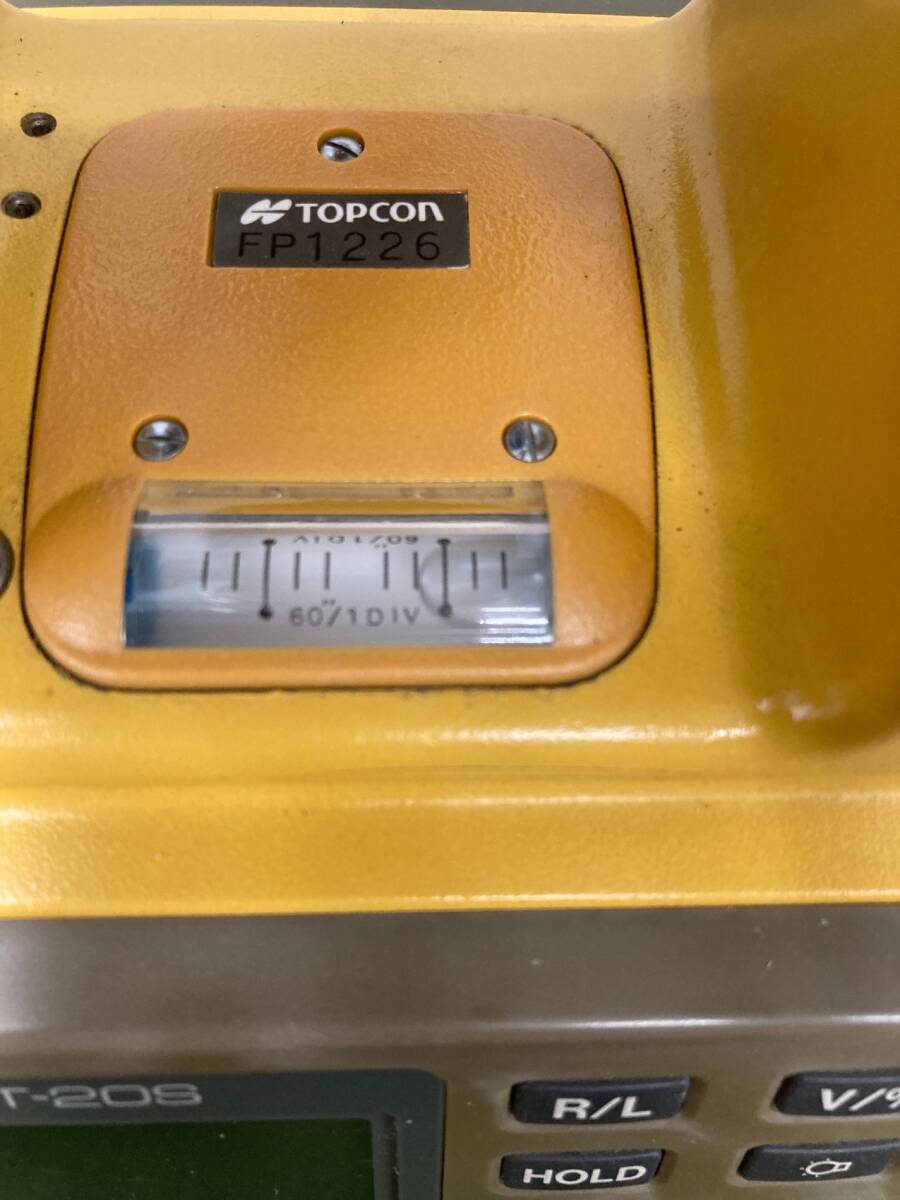 TOPCON
FP1226
60"/1DIV
60"/1DIV
T-20S
R/L
V/%
HOLD